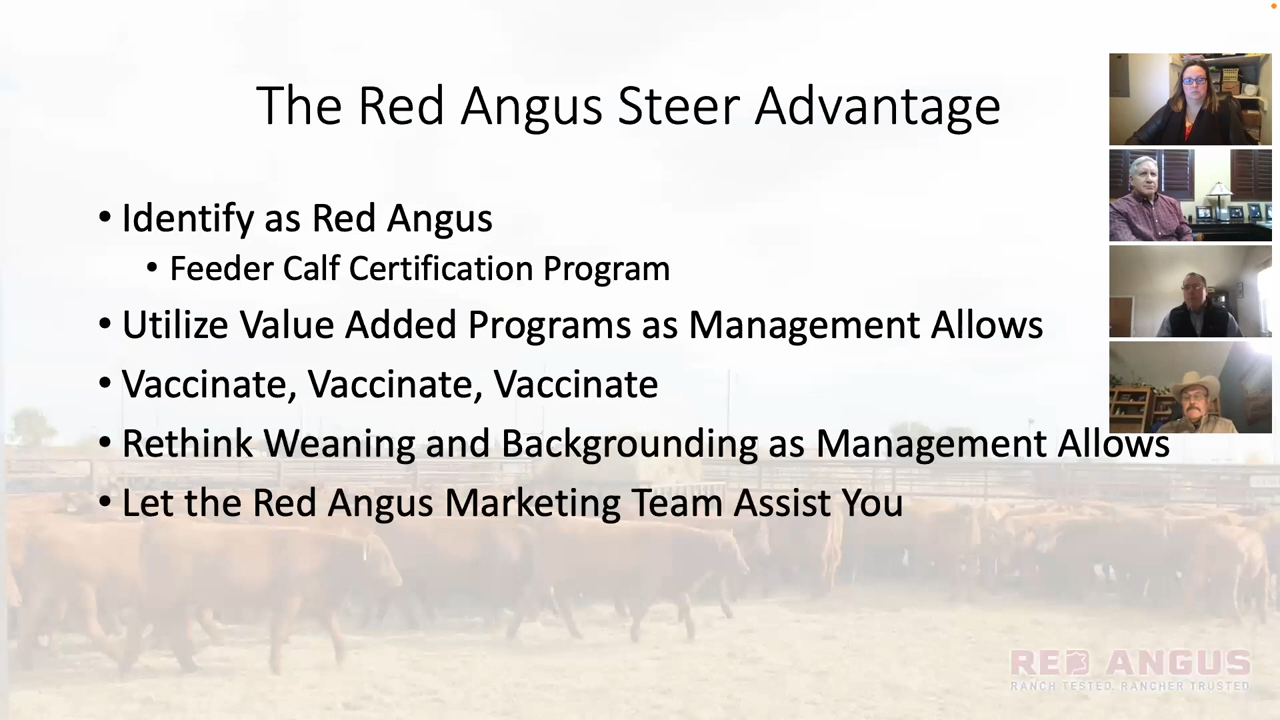 The Red Angus Steer Advantage
• Identify as Red Angus
• Feeder Calf Certification Program
• Utilize Value Added Programs as Management Allows
• Vaccinate, Vaccinate, Vaccinate
• Rethink Weaning and Backgrounding as Management Allows
• Let the Red Angus Marketing Team Assist You
RED ANGUS
RANCH TESTED. RANCHER TRUSTED.